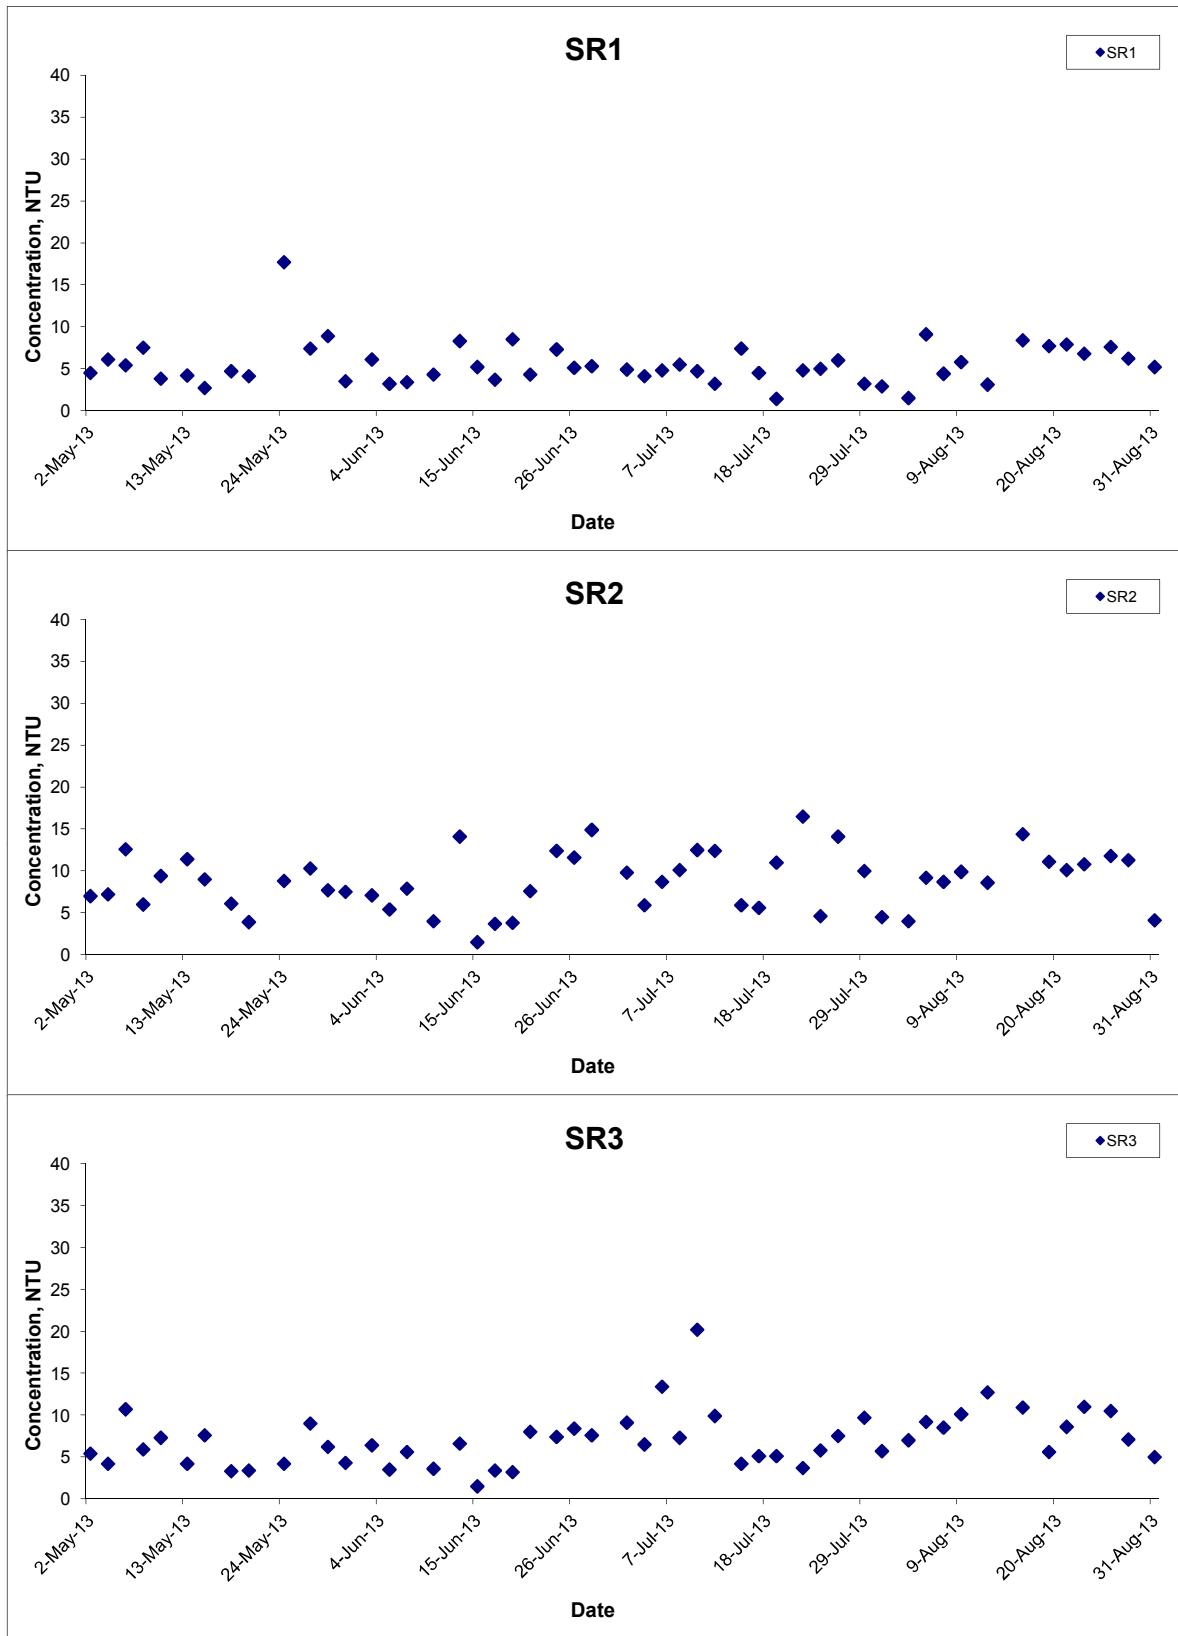 SR1
SR1
40
35
30
25
20
15
10
5
0
Concentration, NTU
2-May-13
13-May-13
24-May-13
4-Jun-13
15-Jun-13
26-Jun-13
7-Jul-13
18-Jul-13
29-Jul-13
9-Aug-13
20-Aug-13
31-Aug-13
Date
SR2
SR2
40
35
30
25
20
15
10
5
0
Concentration, NTU
2-May-13
13-May-13
24-May-13
4-Jun-13
15-Jun-13
26-Jun-13
7-Jul-13
18-Jul-13
29-Jul-13
9-Aug-13
20-Aug-13
31-Aug-13
Date
SR3
SR3
40
35
30
25
20
15
10
5
0
Concentration, NTU
2-May-13
13-May-13
24-May-13
4-Jun-13
15-Jun-13
26-Jun-13
7-Jul-13
18-Jul-13
29-Jul-13
9-Aug-13
20-Aug-13
31-Aug-13
Date